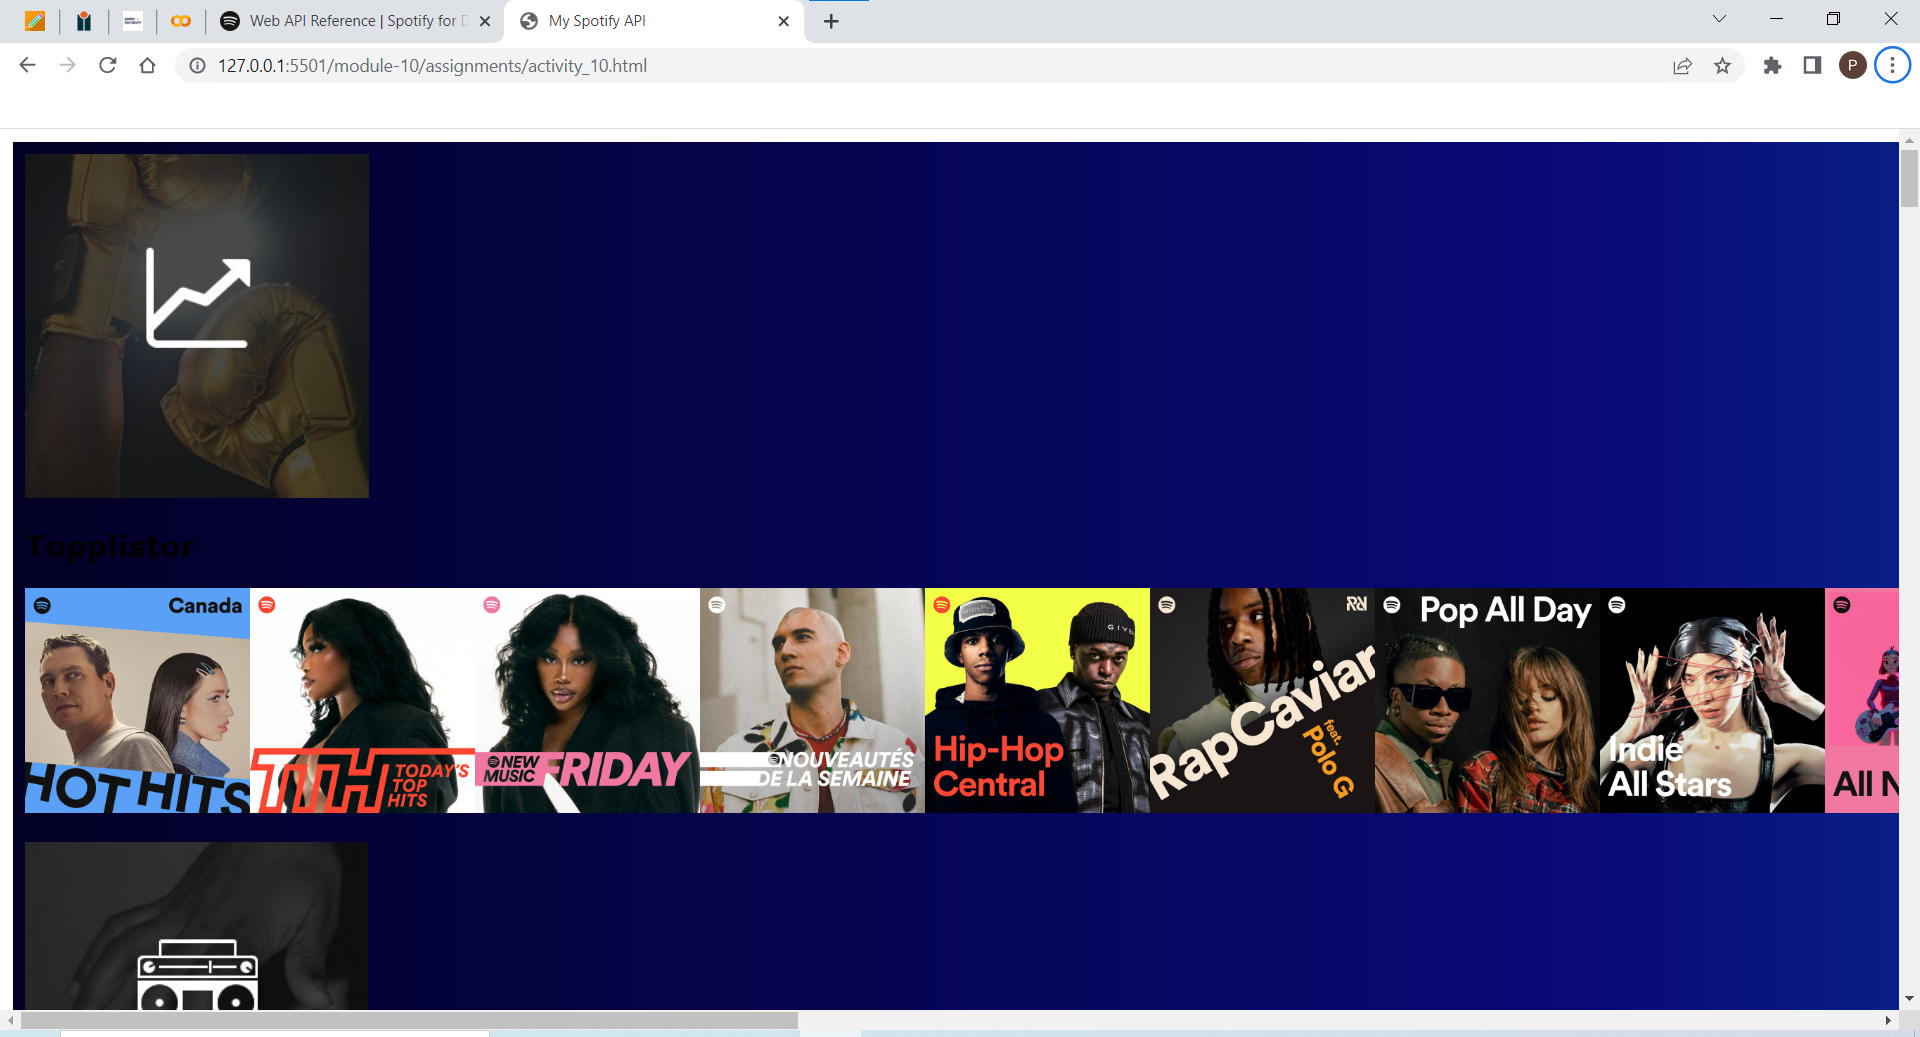 Web API Reference | Spotify for D
My Spotify API
127.0.0.1:5501/module-10/assignments/activity_10.html
P
Topplistor
Canada
HOT HITS
TTH TODAY'S
TOP
HITS
NEW
MUSIC FRIDAY
NOUVEAUTÉS
DE LA SEMAINE
GIVE
Hip-Hop
Central
RapCaviar
feat.
Polo G
Pop All Day
Indie
All Stars
All N